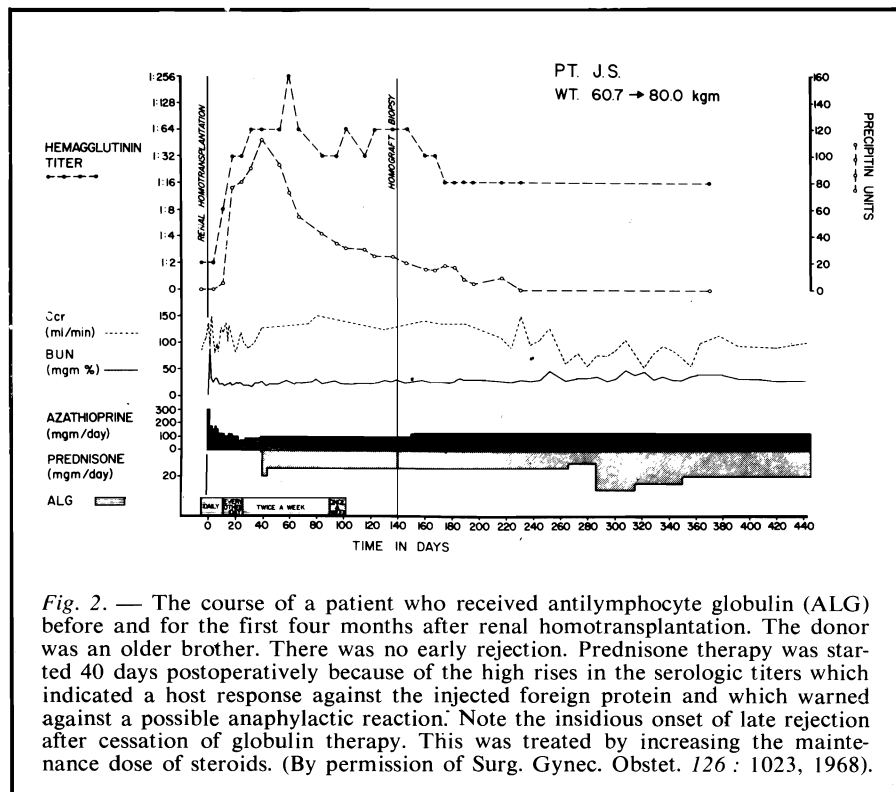 PT. J.S.
WT. 60.7 → 80.0 kgm
HEMAGGLUTININ
TITER
1:256
1:128
1:64
1:32
1:16
1:8
1:4
1:2
0
RENAL HOMOTRANSPLANTATION
HOMOGRAFT BIOPSY
160
140
120
100
80
60
40
20
0
PRECIPITIN UNITS
Ccr
(ml/min)
BUN
(mgm %)
150
100
50
0
AZATHIOPRINE
(mgm/day)
300
200
100
0
PREDNISONE
(mgm/day)
20
ALG
DAILY
EVERY
OTHER
DAY
TWICE A WEEK
ONCE
A
WEEK
0 20 40 60 80 100 120 140 160 180 200 220 240 260 280 300 320 340 360 380 400 420 440
TIME IN DAYS
Fig. 2. — The course of a patient who received antilymphocyte globulin (ALG)
before and for the first four months after renal homotransplantation. The donor
was an older brother. There was no early rejection. Prednisone therapy was star-
ted 40 days postoperatively because of the high rises in the serologic titers which
indicated a host response against the injected foreign protein and which warned
against a possible anaphylactic reaction. Note the insidious onset of late rejection
after cessation of globulin therapy. This was treated by increasing the mainte-
nance dose of steroids. (By permission of Surg. Gynec. Obstet. 126 : 1023, 1968).